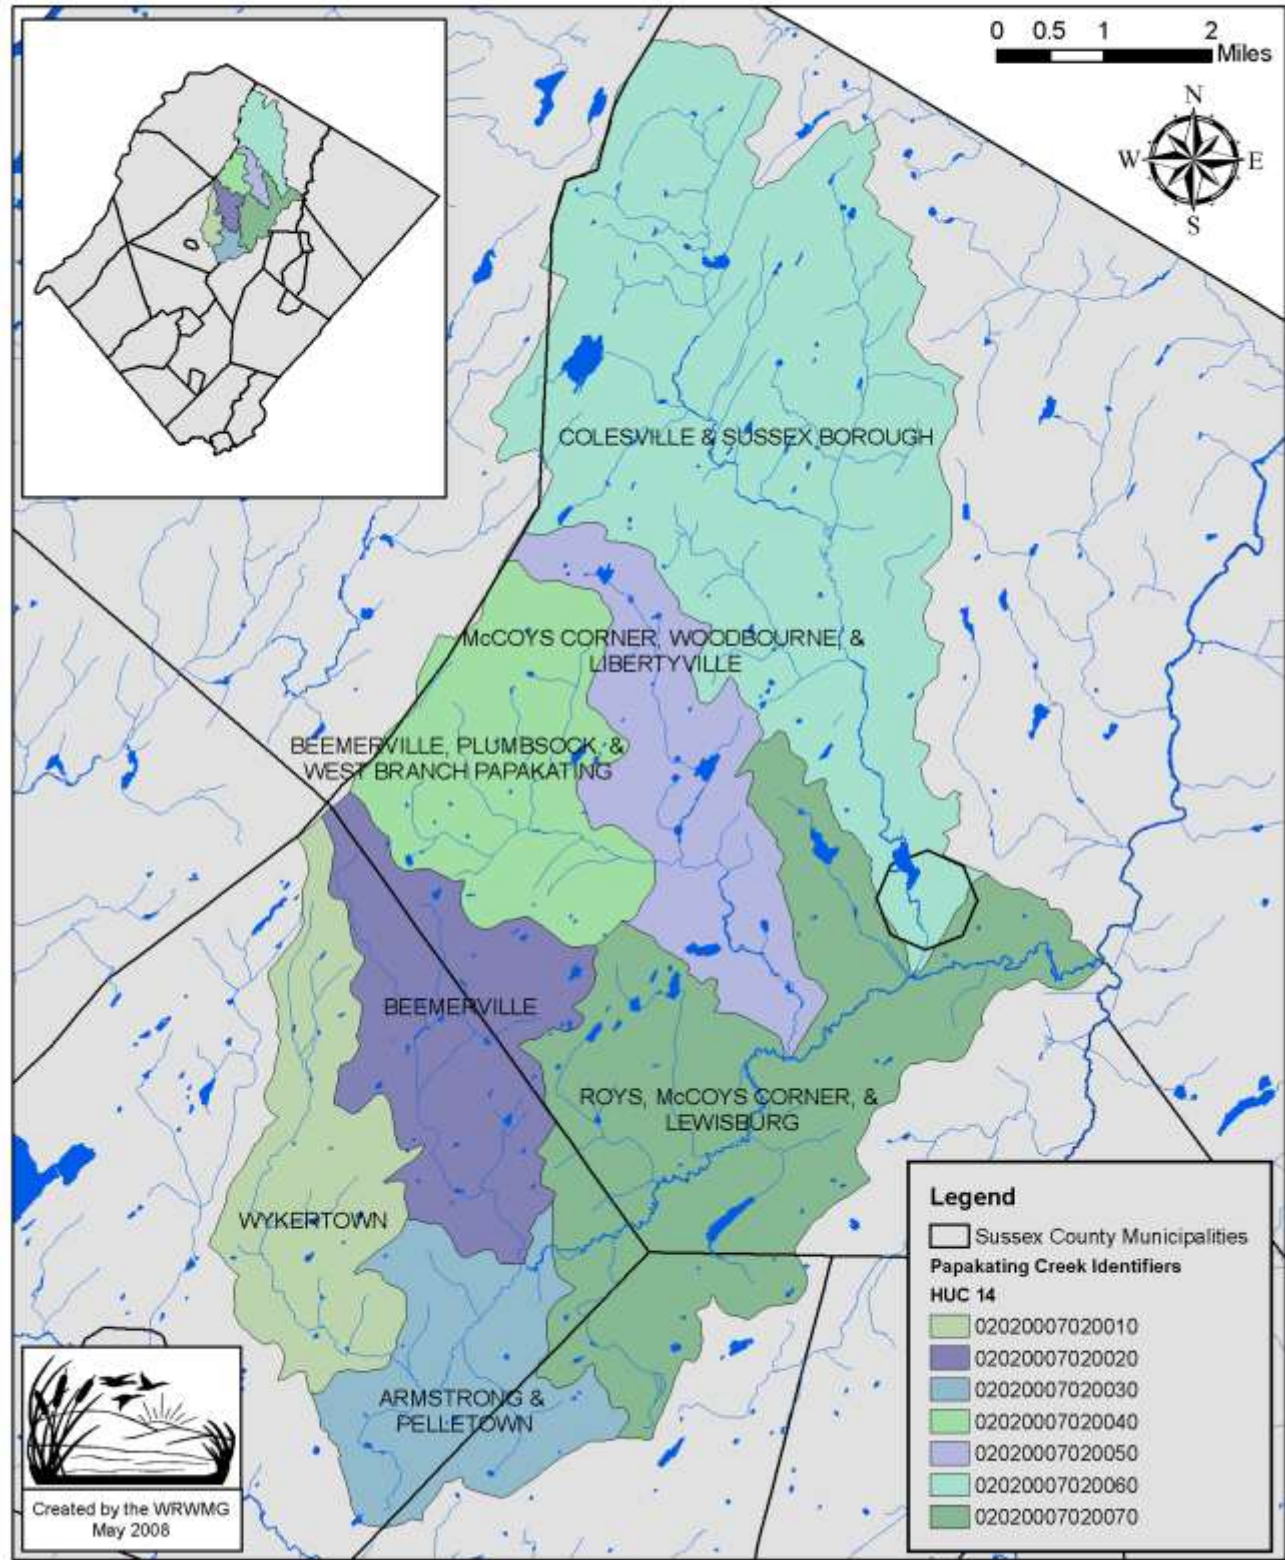 0 0.5 1 2
Miles
N
W E
S
COLESVILLE & SUSSEX BOROUGH
McCOYS CORNER, WOODBOURNE, &
LIBERTYVILLE
BEEMERVILLE, PLUMBSOCK, &
WEST BRANCH PAPAKATING
BEEMERVILLE
ROYS, McCOYS CORNER, &
LEWISBURG
WYKERTOWN
ARMSTRONG &
PELLETOWN
Legend
Sussex County Municipalities
Papakating Creek Identifiers
HUC 14
02020007020010
02020007020020
02020007020030
02020007020040
02020007020050
02020007020060
02020007020070
Created by the WRWMG
May 2008